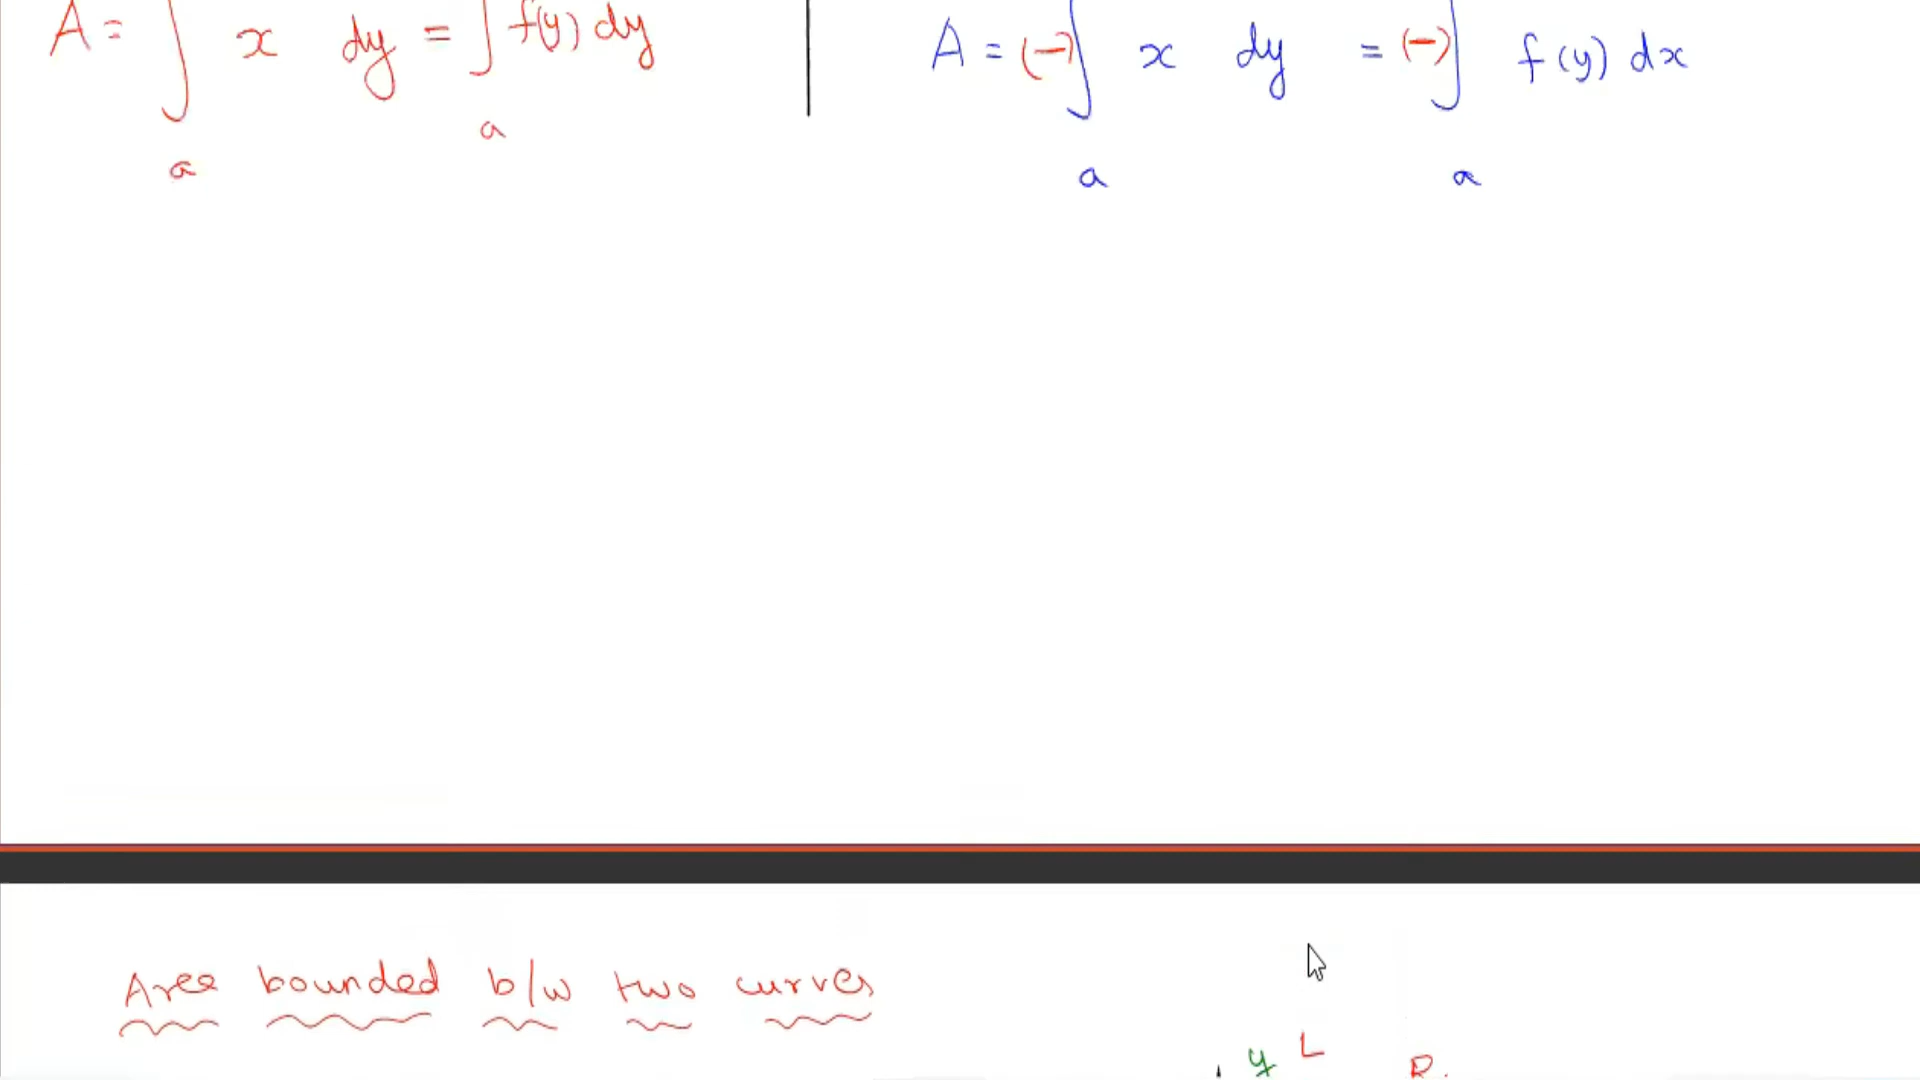 A = ∫ x dy = ∫ f(y) dy
a a
A = (-)∫ x dy = (-)∫ f(y) dx
a a
Area bounded b/w two curves
y L R.